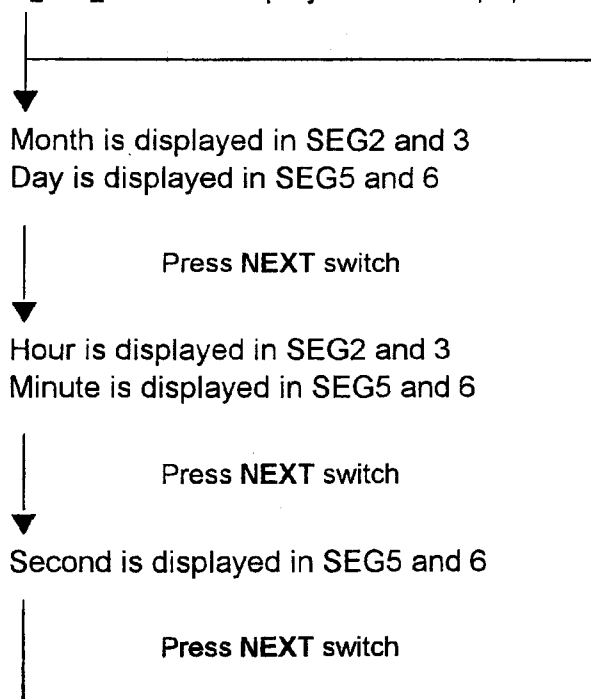 Month is displayed in SEG2 and 3
Day is displayed in SEG5 and 6
Press NEXT switch
Hour is displayed in SEG2 and 3
Minute is displayed in SEG5 and 6
Press NEXT switch
Second is displayed in SEG5 and 6
Press NEXT switch